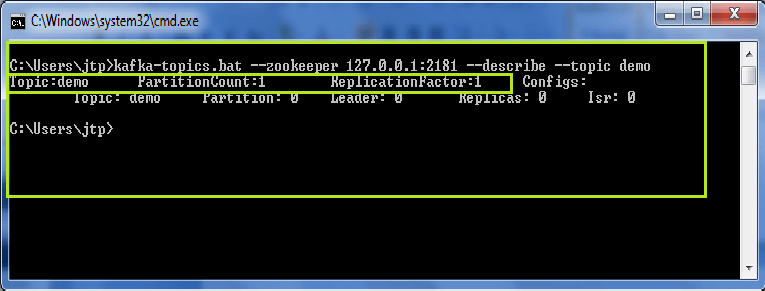 C:\Windows\system32\cmd.exe
C:\Users\jtp>kafka-topics.bat --zookeeper 127.0.0.1:2181 --describe --topic demo
Topic:demo PartitionCount:1 ReplicationFactor:1 Configs:
Topic: demo Partition: 0 Leader: 0 Replicas: 0 Isr: 0
C:\Users\jtp>